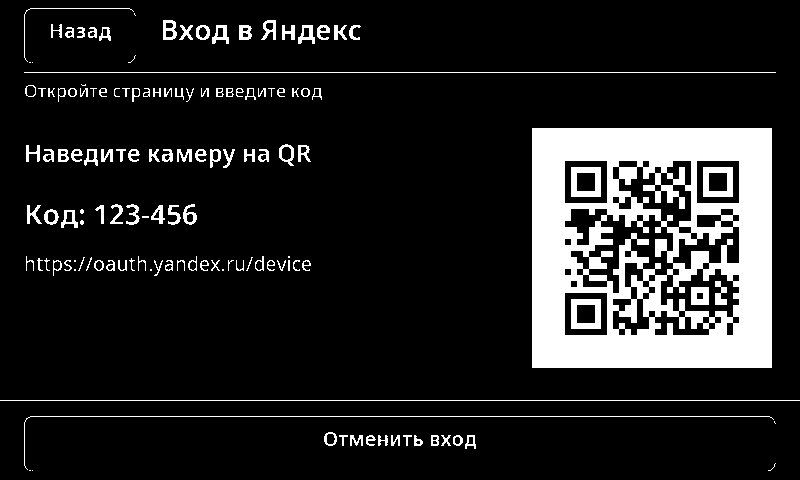 Назад
Вход в Яндекс
Откройте страницу и введите код
Наведите камеру на QR
Код: 123-456
https://oauth.yandex.ru/device
Отменить вход